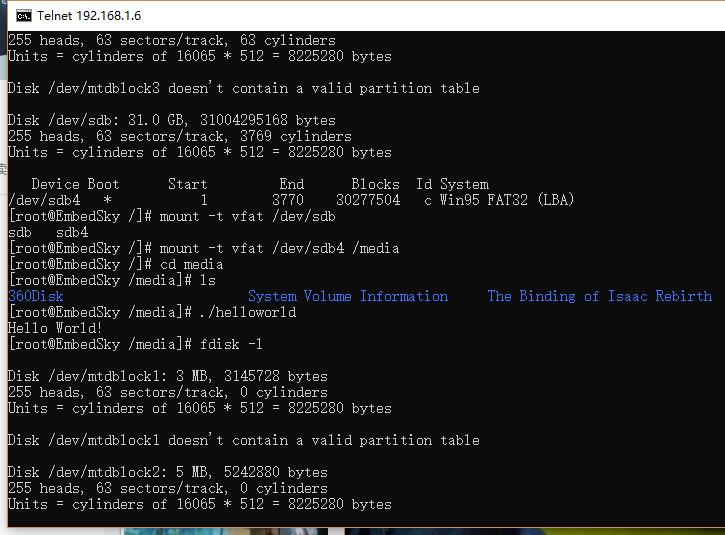 Telnet 192.168.1.6
255 heads, 63 sectors/track, 63 cylinders
Units = cylinders of 16065 * 512 = 8225280 bytes
Disk /dev/mtdblock3 doesn't contain a valid partition table
Disk /dev/sdb: 31.0 GB, 31004295168 bytes
255 heads, 63 sectors/track, 3769 cylinders
Units = cylinders of 16065 * 512 = 8225280 bytes
Device Boot Start End Blocks Id System
/dev/sdb4 * 1 3770 30277504 c Win95 FAT32 (LBA)
[root@EmbedSky /]# mount -t vfat /dev/sdb
sdb sdb4
[root@EmbedSky /]# mount -t vfat /dev/sdb4 /media
[root@EmbedSky /]# cd media
[root@EmbedSky /media]# ls
360Disk System Volume Information The Binding of Isaac Rebirth
[root@EmbedSky /media]# ./helloworld
Hello World!
[root@EmbedSky /media]# fdisk -l
Disk /dev/mtdblock1: 3 MB, 3145728 bytes
255 heads, 63 sectors/track, 0 cylinders
Units = cylinders of 16065 * 512 = 8225280 bytes
Disk /dev/mtdblock1 doesn't contain a valid partition table
Disk /dev/mtdblock2: 5 MB, 5242880 bytes
255 heads, 63 sectors/track, 0 cylinders
Units = cylinders of 16065 * 512 = 8225280 bytes